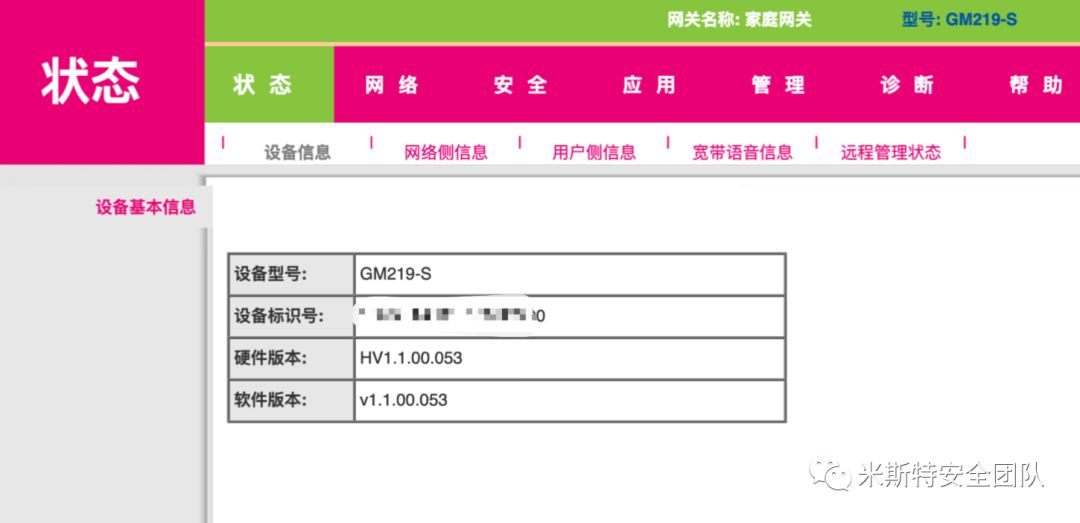 网关名称: 家庭网关 型号: GM219-S
状态
状 态 网 络 安 全 应 用 管 理 诊 断 帮 助
设备信息 网络侧信息 用户侧信息 宽带语音信息 远程管理状态
设备基本信息
设备型号: GM219-S
设备标识号:
硬件版本: HV1.1.00.053
软件版本: v1.1.00.053
米斯特安全团队